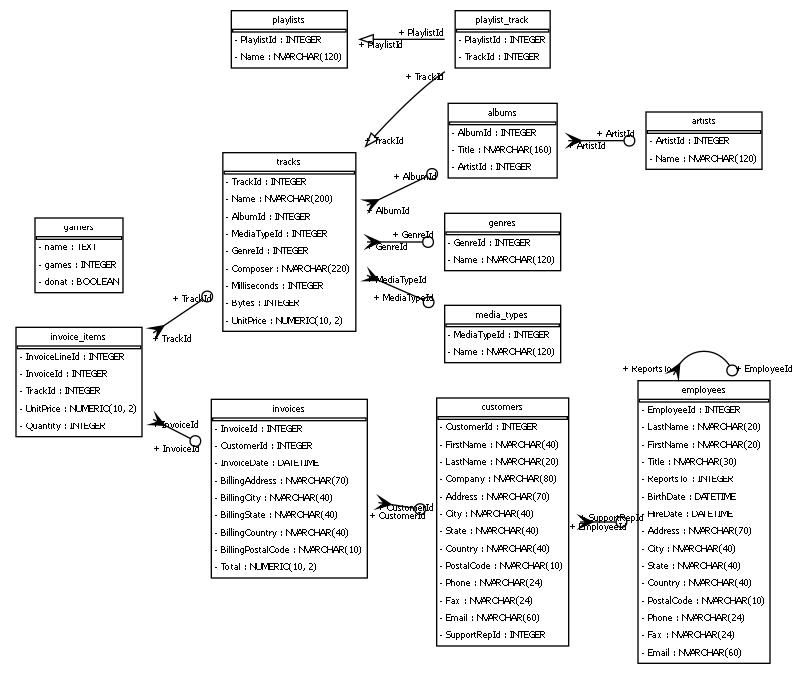 playlists
- PlaylistId : INTEGER
- Name : NVARCHAR(120)
+ PlaylistId
+ PlaylistId
playlist_track
- PlaylistId : INTEGER
- TrackId : INTEGER
+ TrackId
+ TrackId
albums
- AlbumId : INTEGER
- Title : NVARCHAR(160)
- ArtistId : INTEGER
+ ArtistId
+ ArtistId
artists
- ArtistId : INTEGER
- Name : NVARCHAR(120)
tracks
- TrackId : INTEGER
- Name : NVARCHAR(200)
- AlbumId : INTEGER
- MediaTypeId : INTEGER
- GenreId : INTEGER
- Composer : NVARCHAR(220)
- Milliseconds : INTEGER
- Bytes : INTEGER
- UnitPrice : NUMERIC(10, 2)
+ AlbumId
+ AlbumId
+ GenreId
+ GenreId
+ MediaTypeId
+ MediaTypeId
genres
- GenreId : INTEGER
- Name : NVARCHAR(120)
media_types
- MediaTypeId : INTEGER
- Name : NVARCHAR(120)
gamers
- name : TEXT
- games : INTEGER
- donat : BOOLEAN
+ TrackId
+ TrackId
invoice_items
- InvoiceLineId : INTEGER
- InvoiceId : INTEGER
- TrackId : INTEGER
- UnitPrice : NUMERIC(10, 2)
- Quantity : INTEGER
+ InvoiceId
+ InvoiceId
invoices
- InvoiceId : INTEGER
- CustomerId : INTEGER
- InvoiceDate : DATETIME
- BillingAddress : NVARCHAR(70)
- BillingCity : NVARCHAR(40)
- BillingState : NVARCHAR(40)
- BillingCountry : NVARCHAR(40)
- BillingPostalCode : NVARCHAR(10)
- Total : NUMERIC(10, 2)
+ CustomerId
+ CustomerId
customers
- CustomerId : INTEGER
- FirstName : NVARCHAR(40)
- LastName : NVARCHAR(20)
- Company : NVARCHAR(80)
- Address : NVARCHAR(70)
- City : NVARCHAR(40)
- State : NVARCHAR(40)
- Country : NVARCHAR(40)
- PostalCode : NVARCHAR(10)
- Phone : NVARCHAR(24)
- Fax : NVARCHAR(24)
- Email : NVARCHAR(60)
- SupportRepId : INTEGER
+ SupportRepId
+ EmployeeId
+ ReportsTo
+ EmployeeId
employees
- EmployeeId : INTEGER
- LastName : NVARCHAR(20)
- FirstName : NVARCHAR(20)
- Title : NVARCHAR(30)
- ReportsTo : INTEGER
- BirthDate : DATETIME
- HireDate : DATETIME
- Address : NVARCHAR(70)
- City : NVARCHAR(40)
- State : NVARCHAR(40)
- Country : NVARCHAR(40)
- PostalCode : NVARCHAR(10)
- Phone : NVARCHAR(24)
- Fax : NVARCHAR(24)
- Email : NVARCHAR(60)